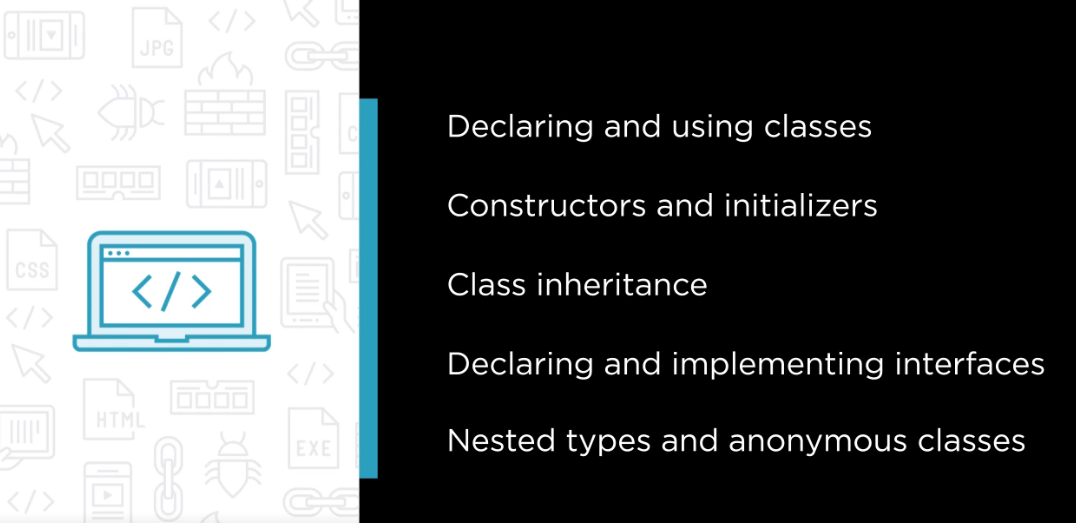 JPG
CSS
HTML
EXE
</>
Declaring and using classes
Constructors and initializers
Class inheritance
Declaring and implementing interfaces
Nested types and anonymous classes